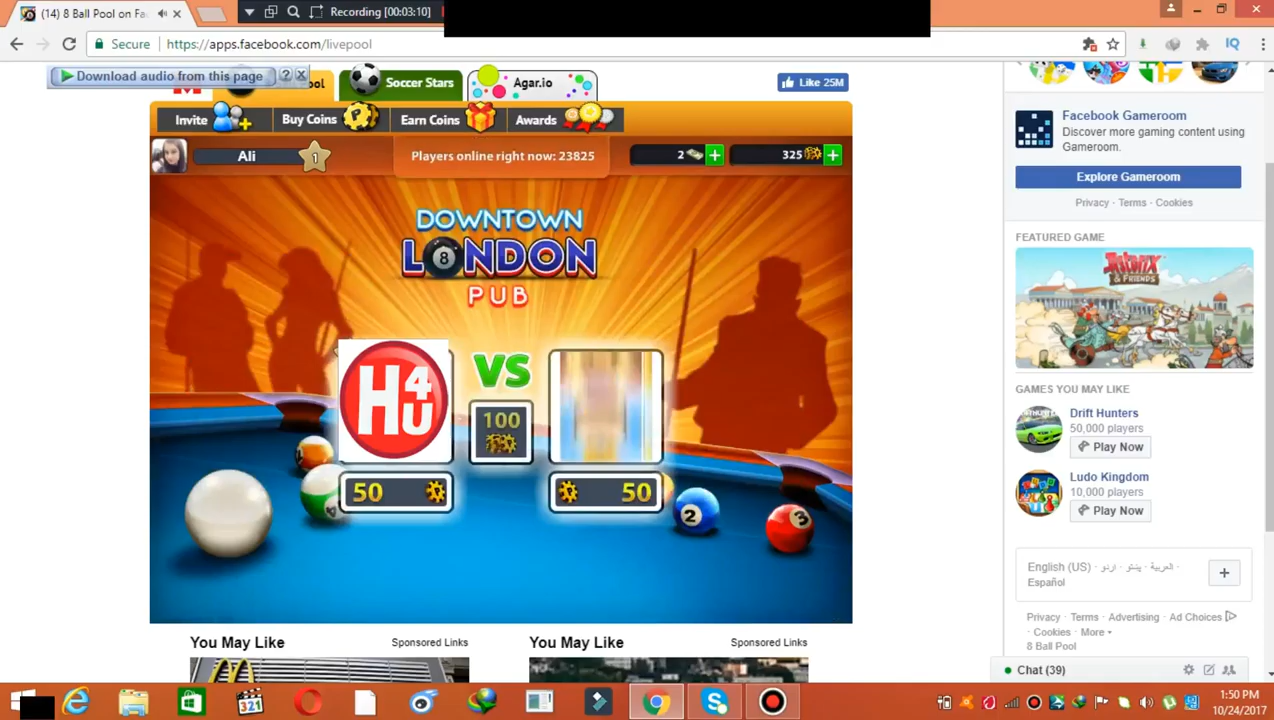 (14) 8 Ball Pool on Fa
Recording [00:03:10]
Secure
https://apps.facebook.com/livepool
IQ
Download audio from this page
?
ool
Soccer Stars
Agar.io
Like 25M
Invite
Buy Coins
P
Earn Coins
Awards
Ali
1
Players online right now: 23825
2
325
DOWNTOWN
L8NDON
PUB
H4U
VS
100
50
50
4
2
3
You May Like
Sponsored Links
You May Like
Sponsored Links
Facebook Gameroom
Discover more gaming content using
Gameroom.
Explore Gameroom
Privacy · Terms · Cookies
FEATURED GAME
Asterix
& FRIENDS
GAMES YOU MAY LIKE
Drift Hunters
50,000 players
Play Now
Ludo Kingdom
10,000 players
Play Now
English (US) · اردو · پښتو · العربية ·
Español
Privacy · Terms · Advertising · Ad Choices
· Cookies · More
8 Ball Pool
Chat (39)
321
1:50 PM
10/24/2017